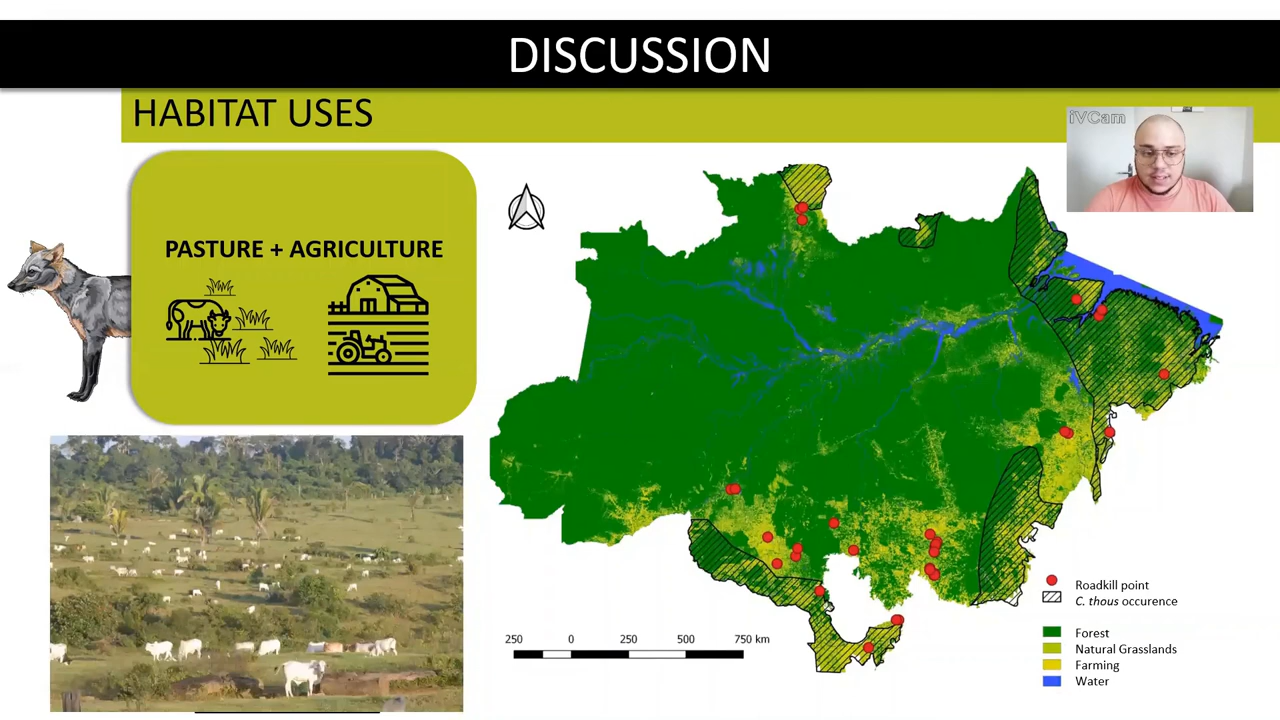 DISCUSSION
HABITAT USES
iVCam
PASTURE + AGRICULTURE
Roadkill point
C. thous occurence
250 0 250 500 750 km
Forest
Natural Grasslands
Farming
Water